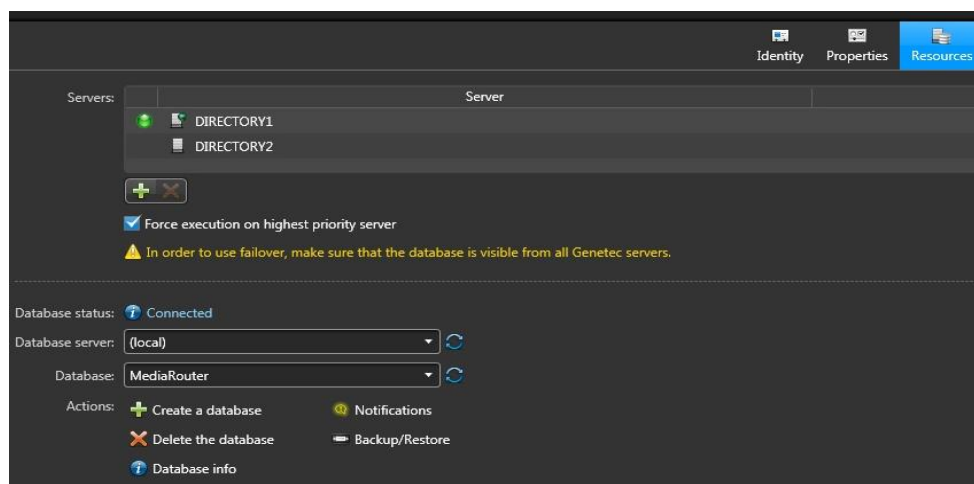 Identity Properties Resources
Servers: Server
DIRECTORY1
DIRECTORY2
Force execution on highest priority server
In order to use failover, make sure that the database is visible from all Genetec servers.
Database status: Connected
Database server: (local)
Database: MediaRouter
Actions: Create a database Notifications
Delete the database Backup/Restore
Database info